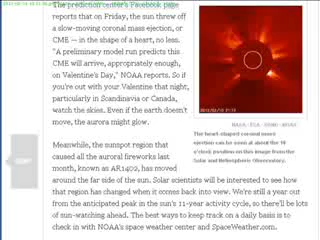 The prediction center's Facebook page
reports that on Friday, the sun threw off
a slow-moving coronal mass ejection, or
CME — in the shape of a heart, no less.
"A preliminary model run predicts this
CME will arrive, appropriately enough,
on Valentine's Day," NOAA reports. So if
you're out with your Valentine that night,
particularly in Scandinavia or Canada,
watch the skies. Even if the earth doesn't
move, the aurora might glow.
NASA / ESA
The heart-shaped coronal mass
ejection can be seen at about the
o'clock position on this image from the
Solar and Heliospheric Observatory.
Meanwhile, the sunspot region that
caused all the auroral fireworks last
month, known as AR1402, has moved
around the far side of the sun. Solar scientists will be interested to see
how that region has changed when it comes back into view. We're still a year out
from the anticipated peak in the sun's 11-year activity cycle, so there'll be lots
of sun-watching ahead. The best ways to keep track on a daily basis is to
check in with NOAA's space weather center and SpaceWeather.com.